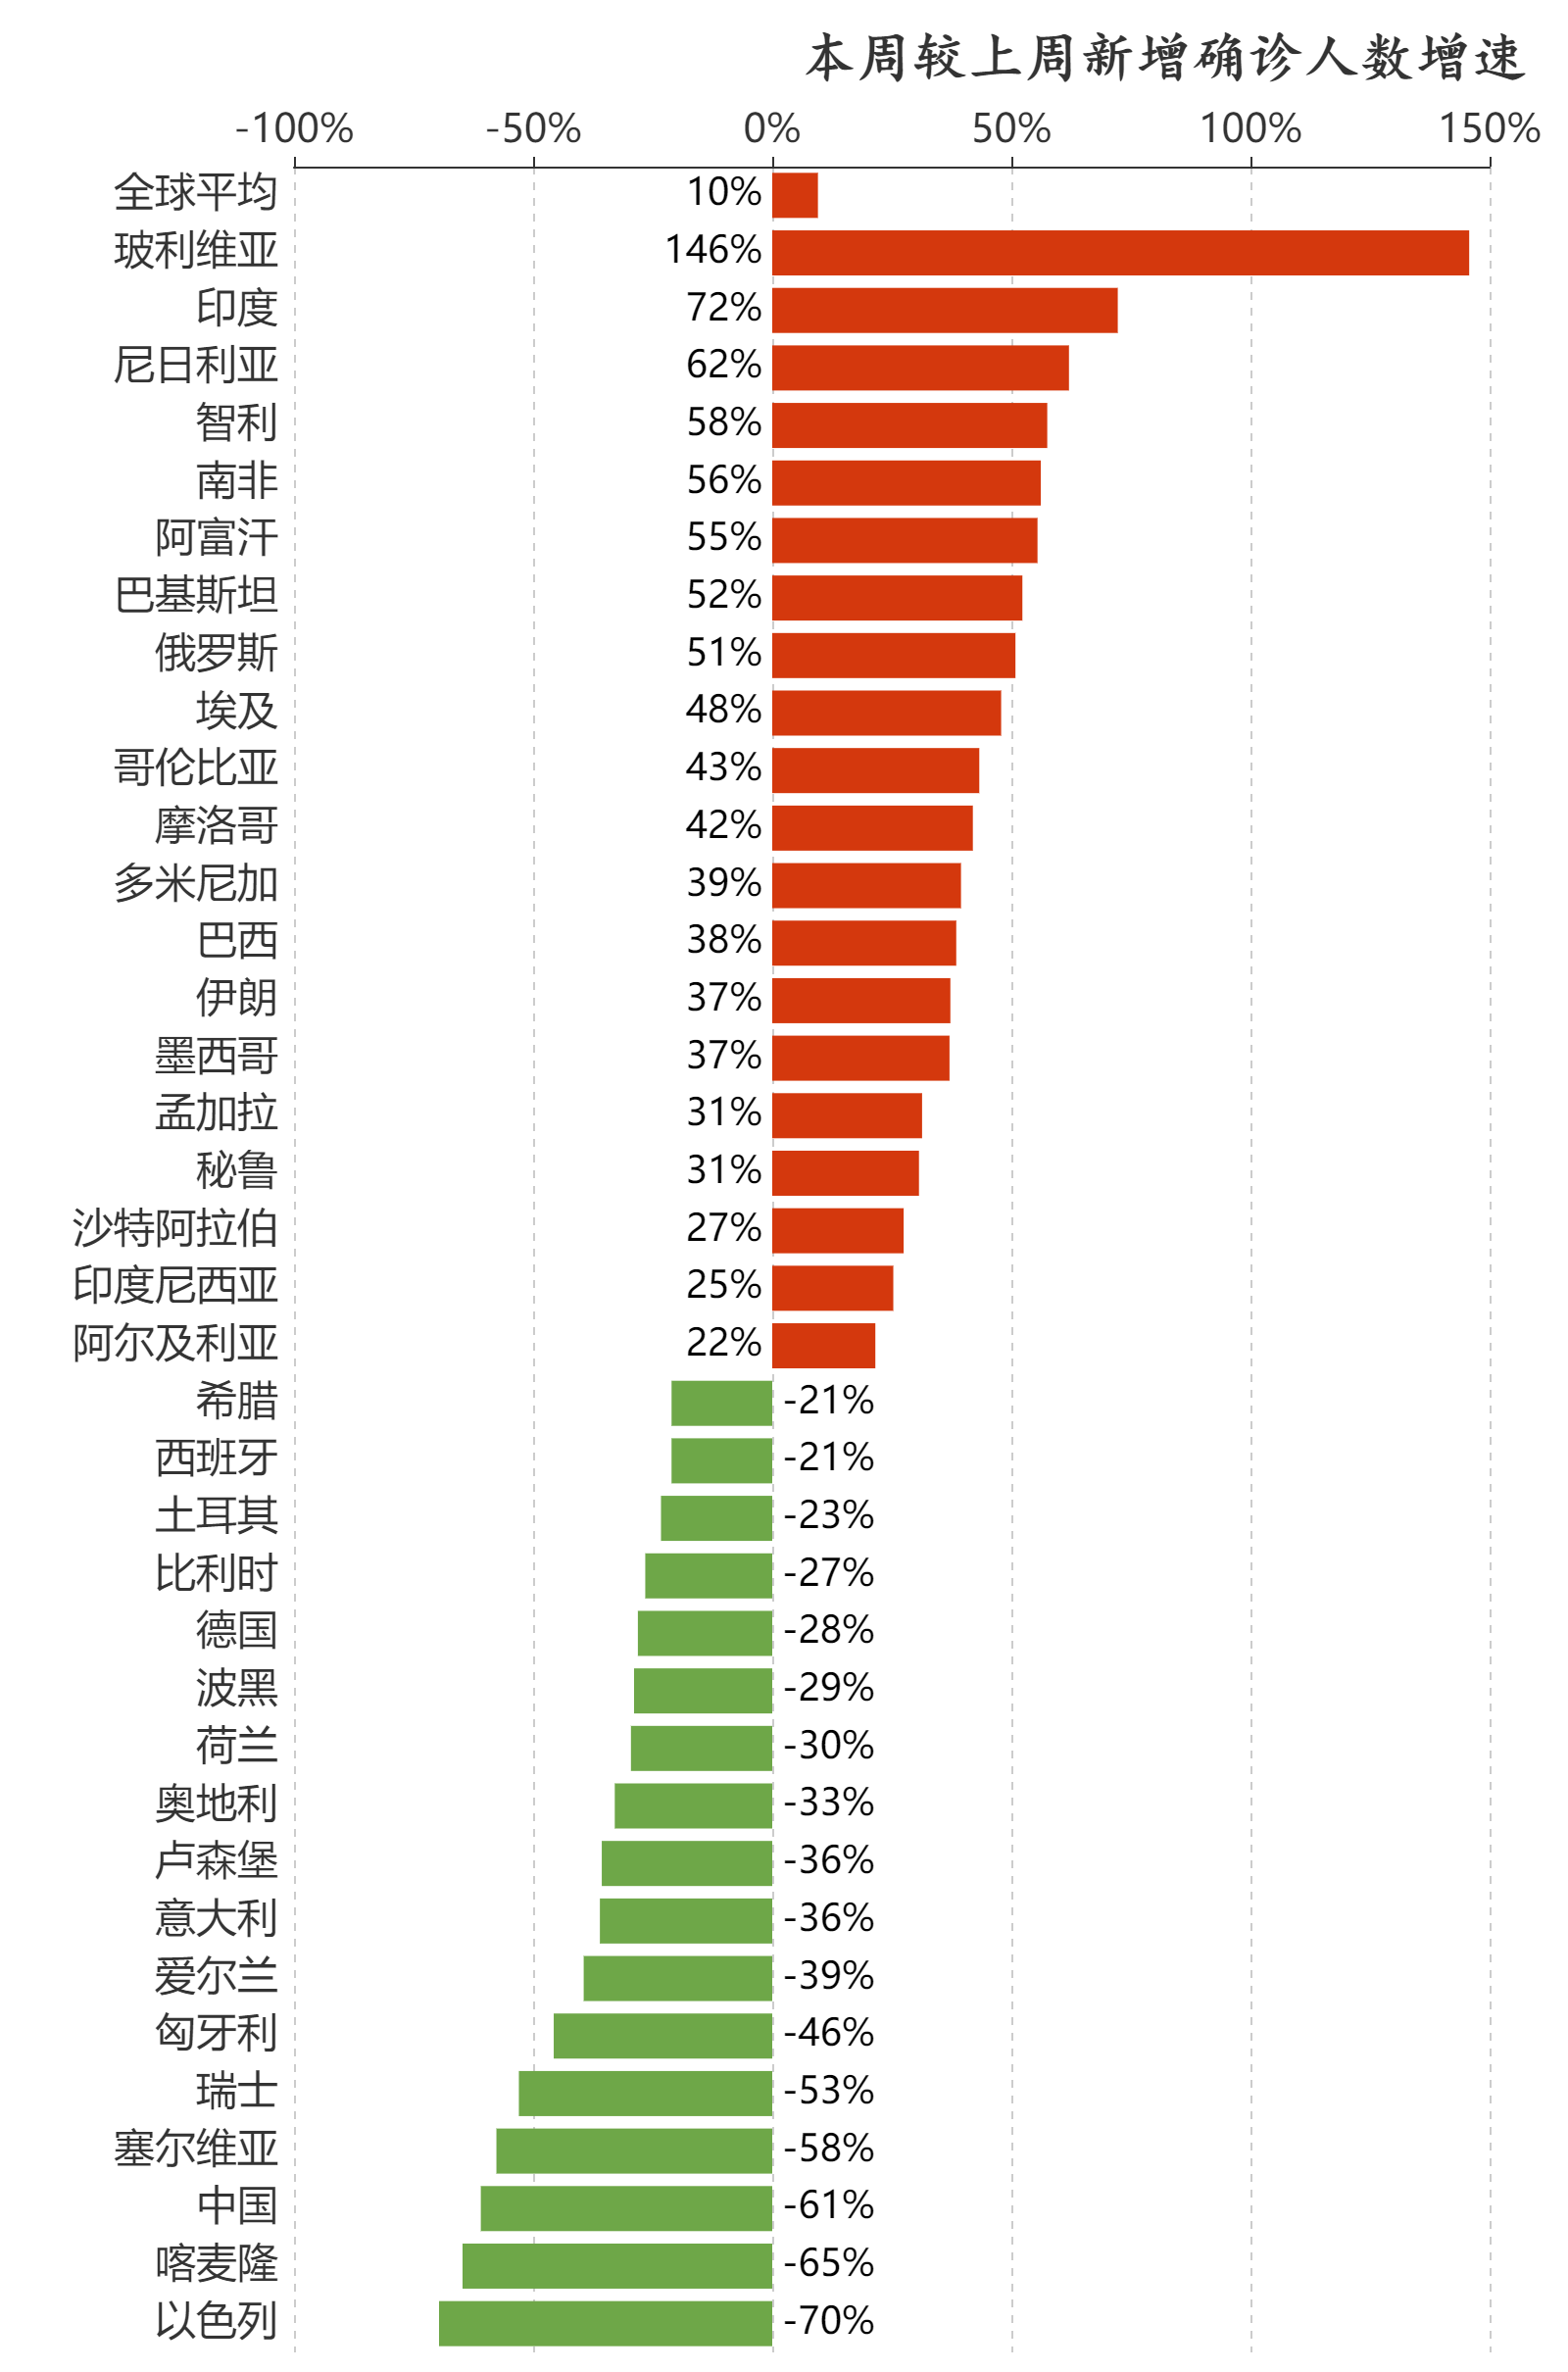 本周较上周新增确诊人数增速
-100% -50% 0% 50% 100% 150%
全球平均 10%
玻利维亚 146%
印度 72%
尼日利亚 62%
智利 58%
南非 56%
阿富汗 55%
巴基斯坦 52%
俄罗斯 51%
埃及 48%
哥伦比亚 43%
摩洛哥 42%
多米尼加 39%
巴西 38%
伊朗 37%
墨西哥 37%
孟加拉 31%
秘鲁 31%
沙特阿拉伯 27%
印度尼西亚 25%
阿尔及利亚 22%
希腊 -21%
西班牙 -21%
土耳其 -23%
比利时 -27%
德国 -28%
波黑 -29%
荷兰 -30%
奥地利 -33%
卢森堡 -36%
意大利 -36%
爱尔兰 -39%
匈牙利 -46%
瑞士 -53%
塞尔维亚 -58%
中国 -61%
喀麦隆 -65%
以色列 -70%